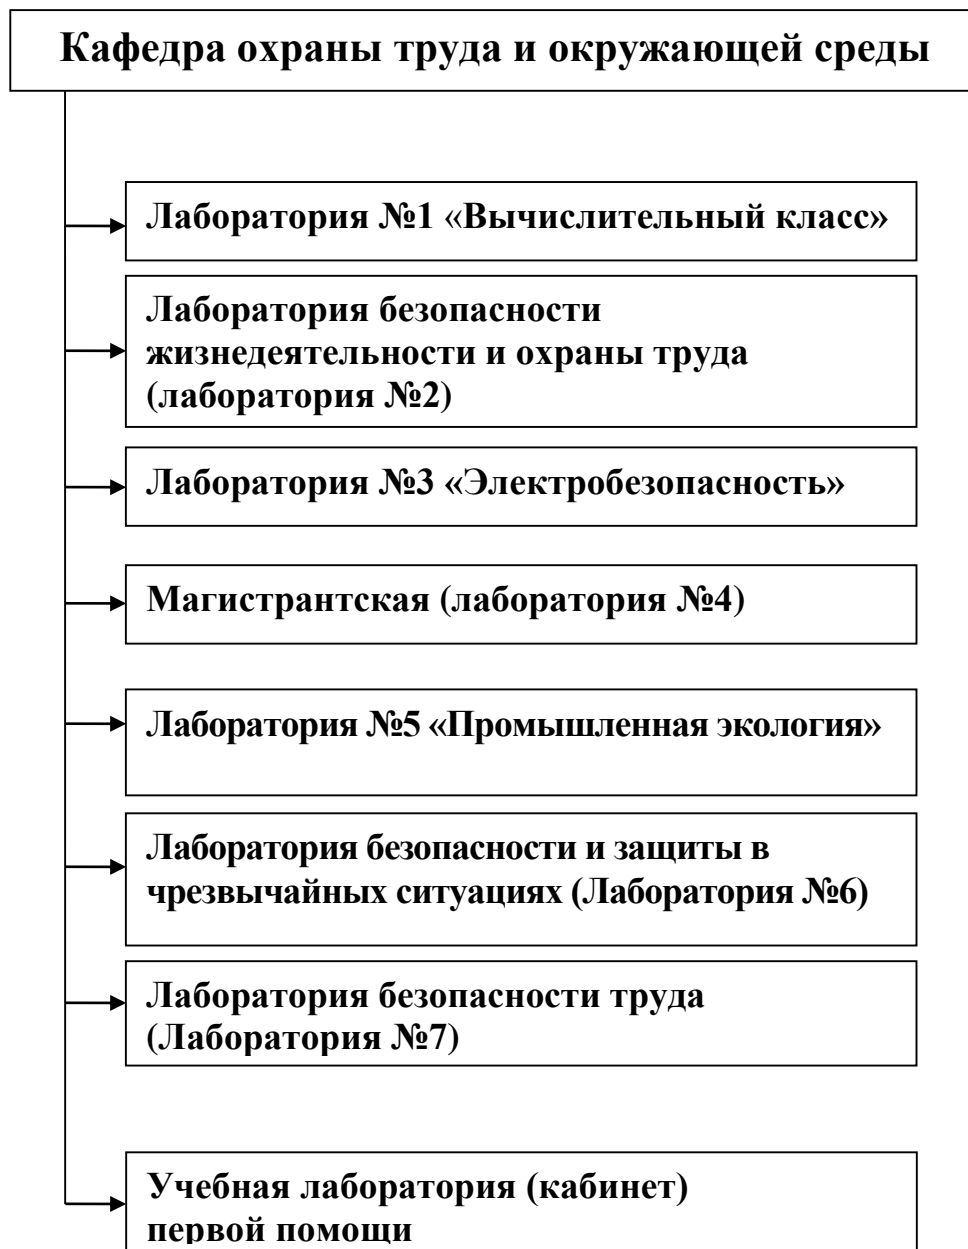 Кафедра охраны труда и окружающей среды
Лаборатория №1 «Вычислительный класс»
Лаборатория безопасности
жизнедеятельности и охраны труда
(лаборатория №2)
Лаборатория №3 «Электробезопасность»
Магистрантская (лаборатория №4)
Лаборатория №5 «Промышленная экология»
Лаборатория безопасности и защиты в
чрезвычайных ситуациях (Лаборатория №6)
Лаборатория безопасности труда
(Лаборатория №7)
Учебная лаборатория (кабинет)
первой помощи